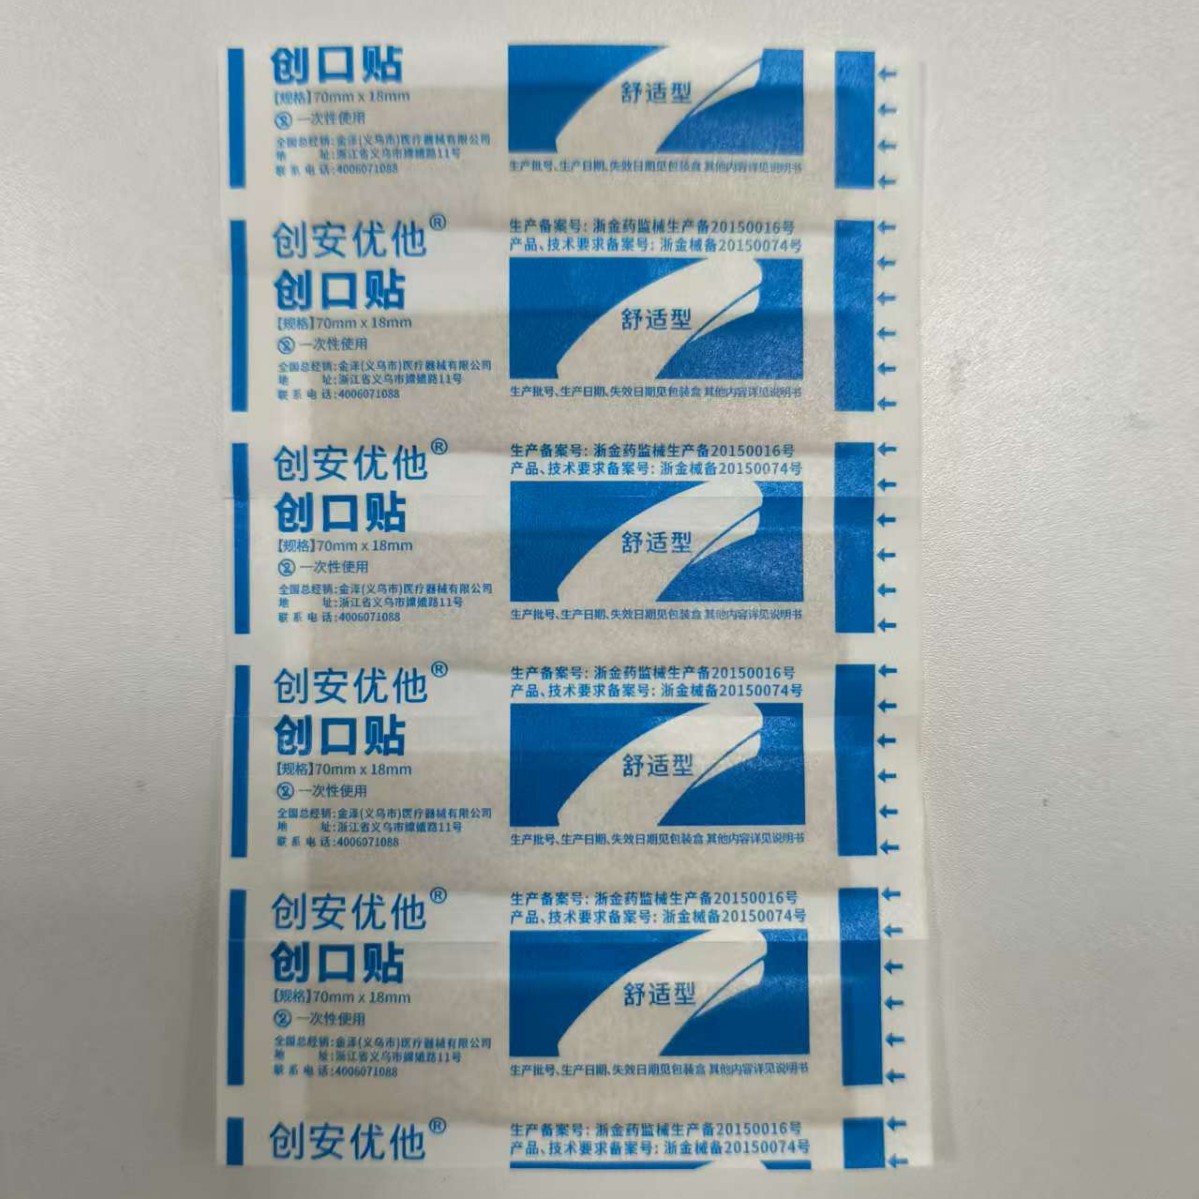 创口贴
【规格】70mm x 18mm
一次性使用
全国总经销:金泽(义乌市)医疗器械有限公司
地 址:浙江省义乌市嫦娥路11号
联系电话:4006071088
舒适型
生产批号、生产日期、失效日期见包装盒 其他内容详见说明书
创安优他®
创口贴
【规格】70mm x 18mm
一次性使用
全国总经销:金泽(义乌市)医疗器械有限公司
地 址:浙江省义乌市嫦娥路11号
联系电话:4006071088
生产备案号: 浙金药监械生产备20150016号
产品、技术要求备案号: 浙金械备20150074号
舒适型
生产批号、生产日期、失效日期见包装盒 其他内容详见说明书
创安优他®
创口贴
【规格】70mm x 18mm
一次性使用
全国总经销:金泽(义乌市)医疗器械有限公司
地 址:浙江省义乌市嫦娥路11号
联系电话:4006071088
生产备案号: 浙金药监械生产备20150016号
产品、技术要求备案号: 浙金械备20150074号
舒适型
生产批号、生产日期、失效日期见包装盒 其他内容详见说明书
创安优他®
创口贴
【规格】70mm x 18mm
一次性使用
全国总经销:金泽(义乌市)医疗器械有限公司
地 址:浙江省义乌市嫦娥路11号
联系电话:4006071088
生产备案号: 浙金药监械生产备20150016号
产品、技术要求备案号: 浙金械备20150074号
舒适型
生产批号、生产日期、失效日期见包装盒 其他内容详见说明书
创安优他®
创口贴
【规格】70mm x 18mm
一次性使用
全国总经销:金泽(义乌市)医疗器械有限公司
地 址:浙江省义乌市嫦娥路11号
联系电话:4006071088
生产备案号: 浙金药监械生产备20150016号
产品、技术要求备案号: 浙金械备20150074号
舒适型
生产批号、生产日期、失效日期见包装盒 其他内容详见说明书
创安优他®
生产备案号: 浙金药监械生产备20150016号
产品、技术要求备案号: 浙金械备20150074号